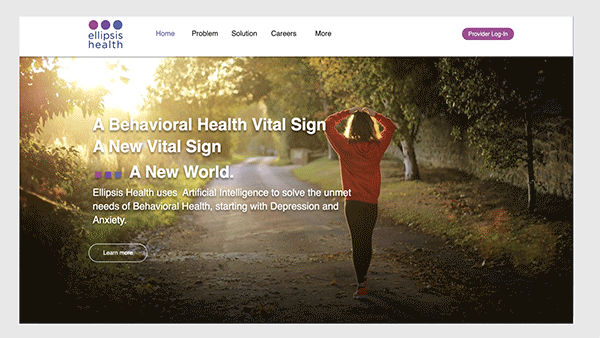 ellipsis
health
Home Problem Solution Careers More
Provider Log-In
A Behavioral Health Vital Sign
A New Vital Sign
... A New World.
Ellipsis Health uses Artificial Intelligence to solve the unmet
needs of Behavioral Health, starting with Depression and
Anxiety.
Learn more